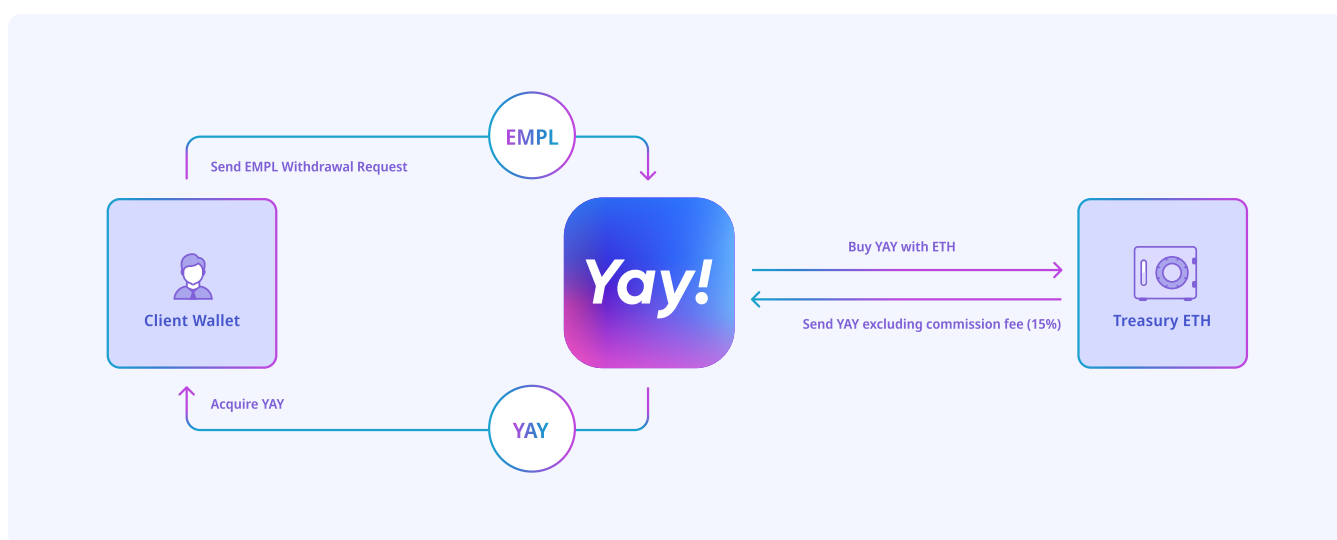 EMPL
Send EMPL Withdrawal Request
Yay!
Buy YAY with ETH
Send YAY excluding commission fee (15%)
Client Wallet
Treasury ETH
Acquire YAY
YAY